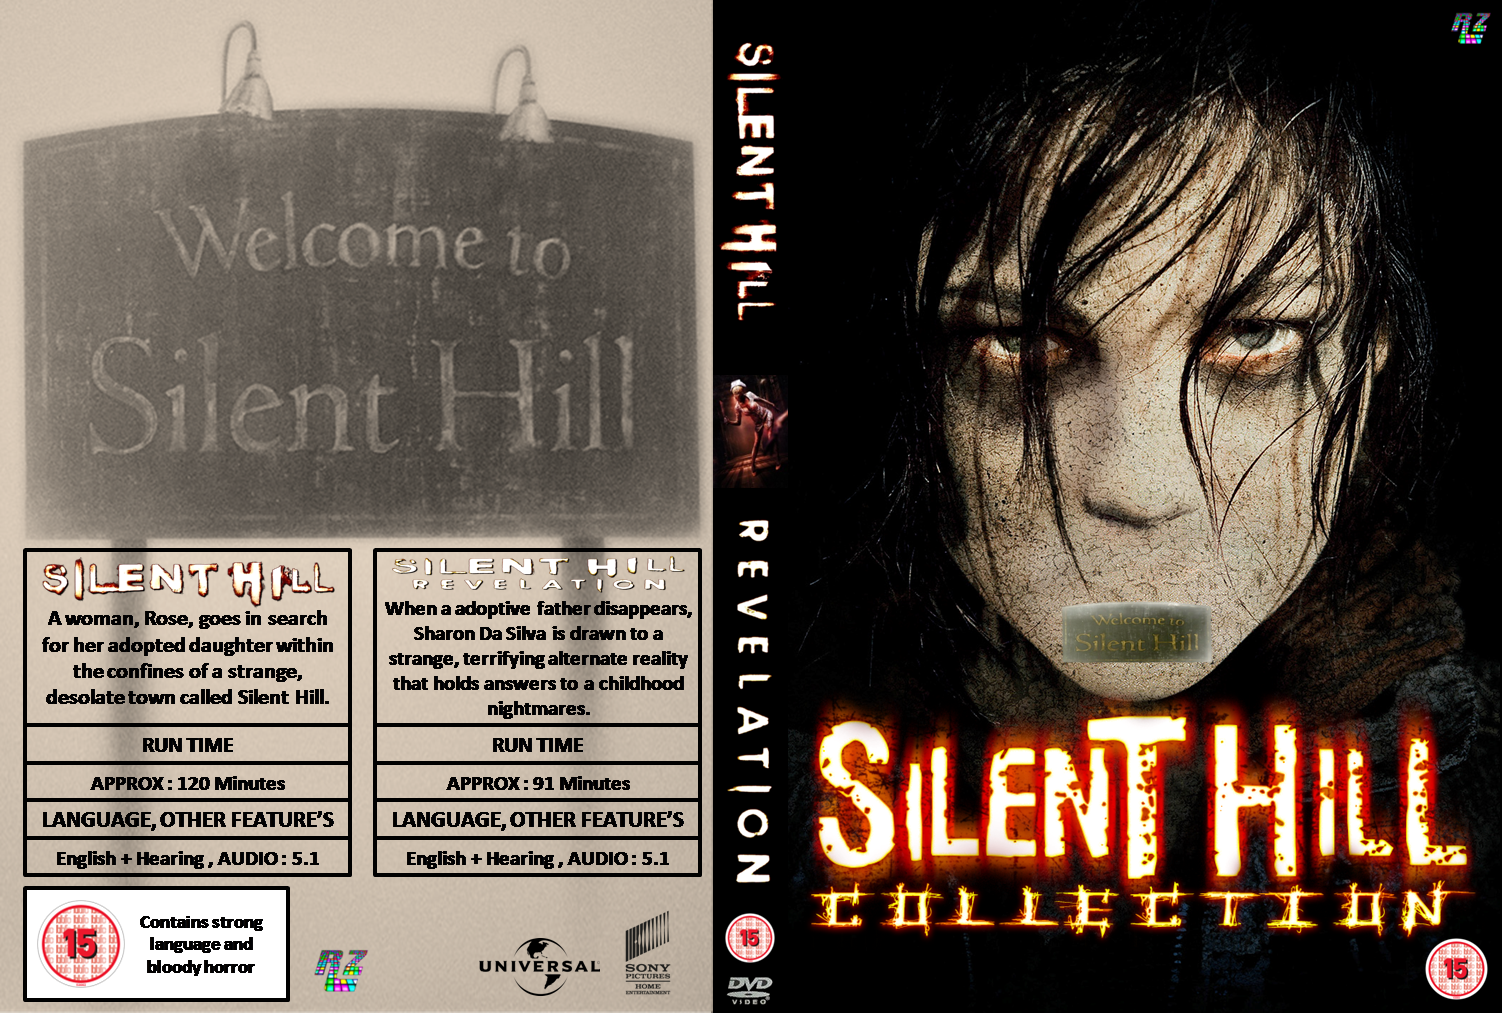 Welcome to
Silent Hill
SILENT HILL
A woman, Rose, goes in search
for her adopted daughter within
the confines of a strange,
desolate town called Silent Hill.
RUN TIME
APPROX : 120 Minutes
LANGUAGE, OTHER FEATURE'S
English + Hearing , AUDIO : 5.1
SILENT HILL
REVELATION
When a adoptive father disappears,
Sharon Da Silva is drawn to a
strange, terrifying alternate reality
that holds answers to a childhood
nightmares.
RUN TIME
APPROX : 91 Minutes
LANGUAGE, OTHER FEATURE'S
English + Hearing , AUDIO : 5.1
15
Contains strong
language and
bloody horror
UNIVERSAL
SONY
PICTURES
HOME
ENTERTAINMENT
SILENT HILL
REVELATION
15
DVD
VIDEO
Welcome to
Silent Hill
SILENT HILL
COLLECTION
15